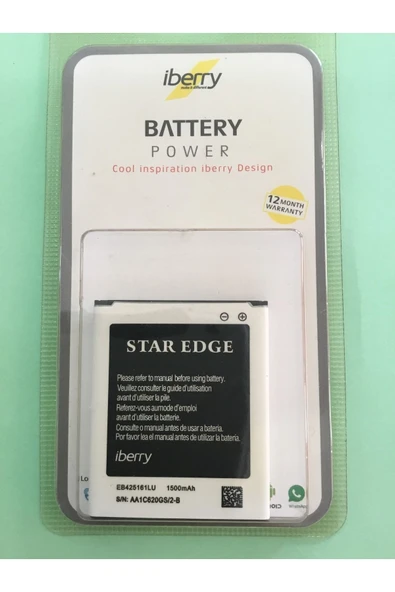 iberry
BATTERY
POWER
Cool inspiration iberry Design
12 MONTH
WARRANTY
STAR EDGE
Please refer to manual before using battery.
Veuillez consulter le guide d'utilisation
avant d'utiliser la pile.
Referez-vous aumode d'emploi
avant d'utiliser la batterie.
Consulte o manual antes de usar a bateria.
Por favor lea el manual antes de utilizar la bateria.
iberry
EB425161LU 1500mAh
S/N: AA1C620GS/2-B
Lo
WhatsApp